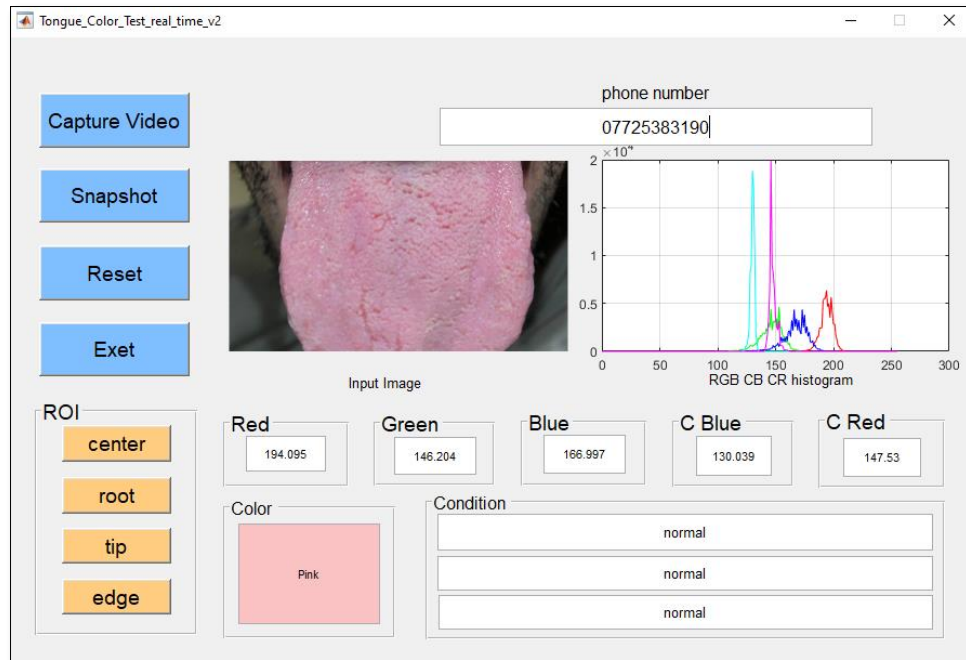 Tongue_Color_Test_real_time_v2
phone number
07725383190
Capture Video
Snapshot
Reset
Exet
×10⁴
2
1.5
1
0.5
0
0 50 100 150 200 250 300
RGB CB CR histogram
Input Image
ROI
center
root
tip
edge
Red
194.095
Green
146.204
Blue
166.997
C Blue
130.039
C Red
147.53
Color
Pink
Condition
normal
normal
normal